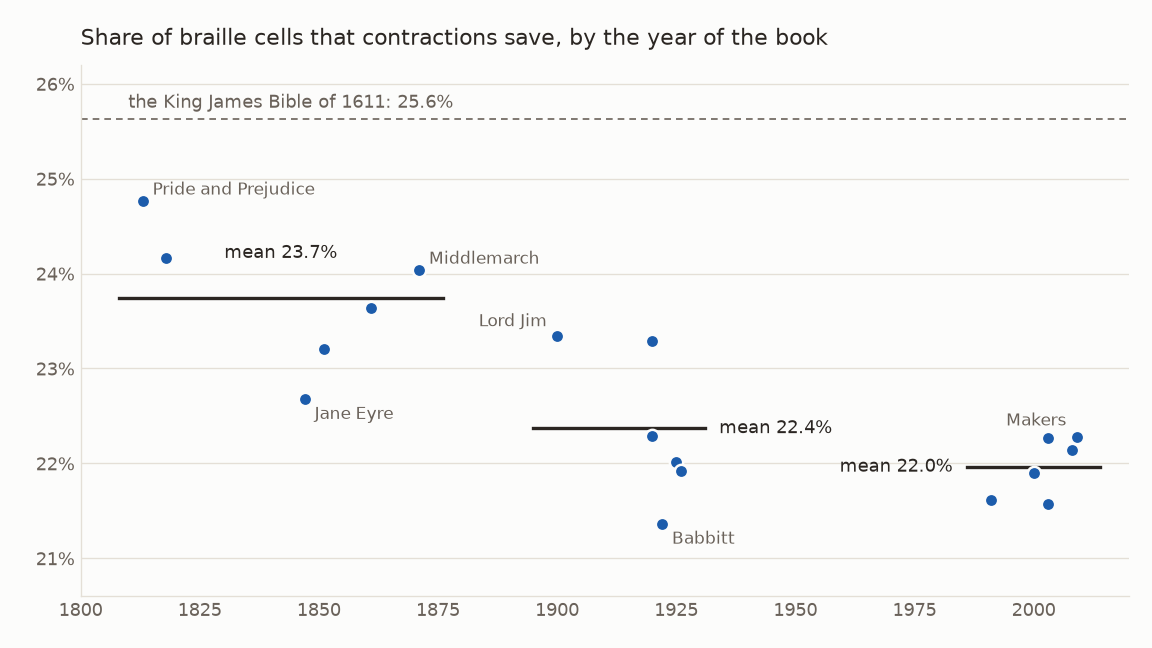 Share of braille cells that contractions save, by the year of the book
26%
the King James Bible of 1611: 25.6%
25%
Pride and Prejudice
mean 23.7%
Middlemarch
24%
Lord Jim
23%
Jane Eyre
Makers
mean 22.4%
22%
mean 22.0%
Babbitt
21%
1800 1825 1850 1875 1900 1925 1950 1975 2000